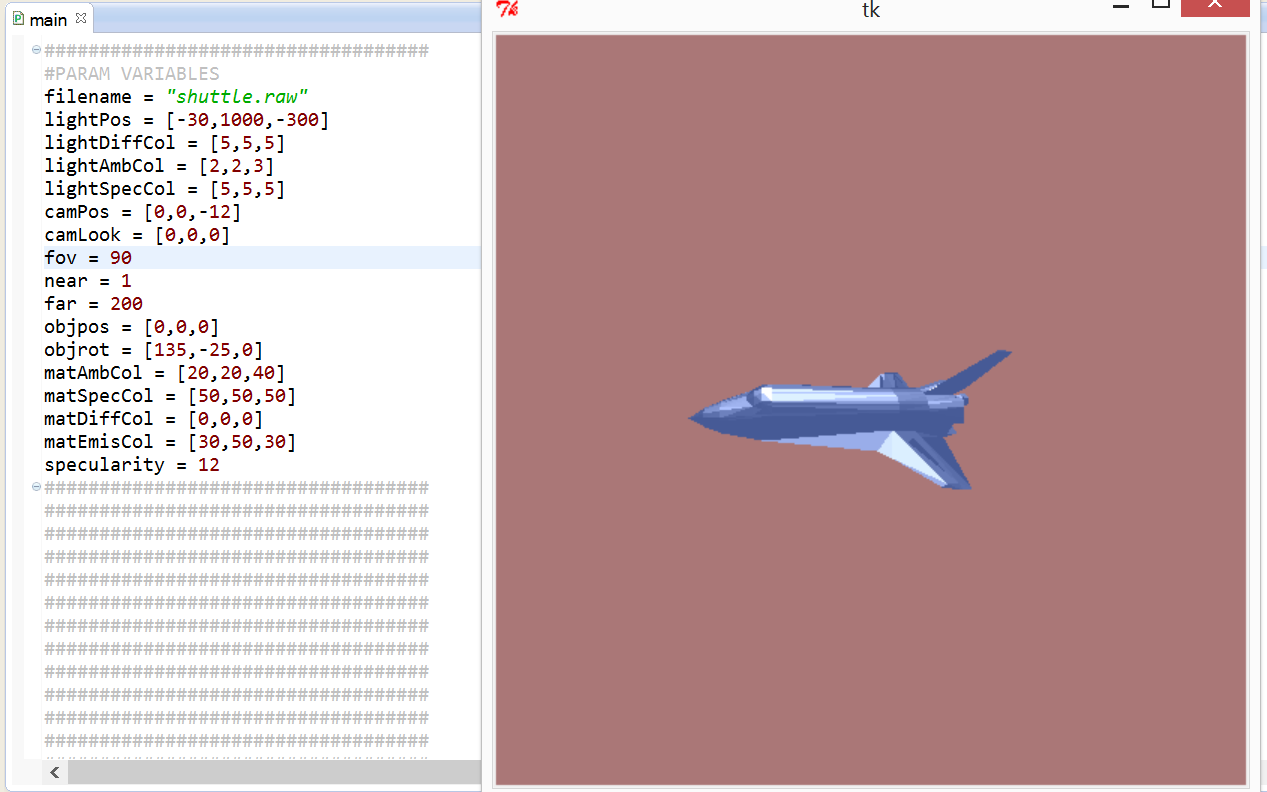 main
tk
###################################
#PARAM VARIABLES
filename = "shuttle.raw"
lightPos = [-30,1000,-300]
lightDiffCol = [5,5,5]
lightAmbCol = [2,2,3]
lightSpecCol = [5,5,5]
camPos = [0,0,-12]
camLook = [0,0,0]
fov = 90
near = 1
far = 200
objpos = [0,0,0]
objrot = [135,-25,0]
matAmbCol = [20,20,40]
matSpecCol = [50,50,50]
matDiffCol = [0,0,0]
matEmisCol = [30,50,30]
specularity = 12
###################################
###################################
###################################
###################################
###################################
###################################
###################################
###################################
###################################
###################################
###################################
###################################